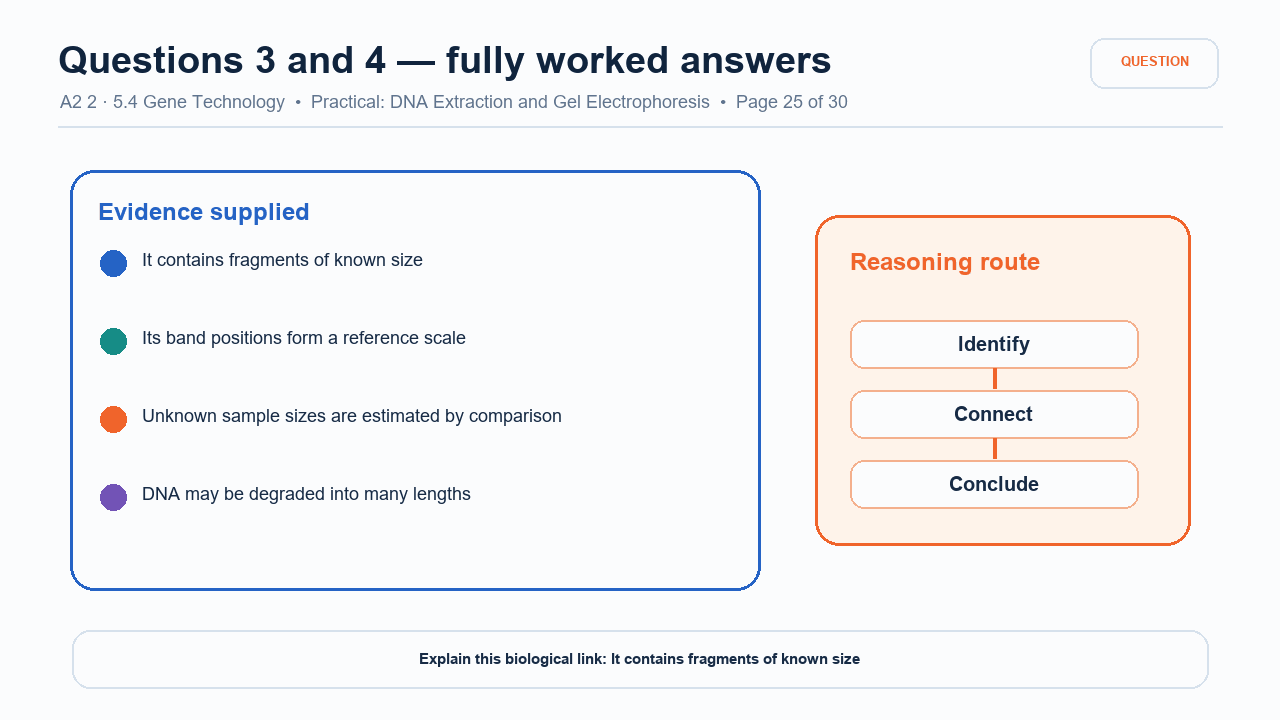 Questions 3 and 4 — fully worked answers
QUESTION
A2 2 · 5.4 Gene Technology • Practical: DNA Extraction and Gel Electrophoresis • Page 25 of 30
Evidence supplied
It contains fragments of known size
Its band positions form a reference scale
Unknown sample sizes are estimated by comparison
DNA may be degraded into many lengths
Reasoning route
Identify
Connect
Conclude
Explain this biological link: It contains fragments of known size